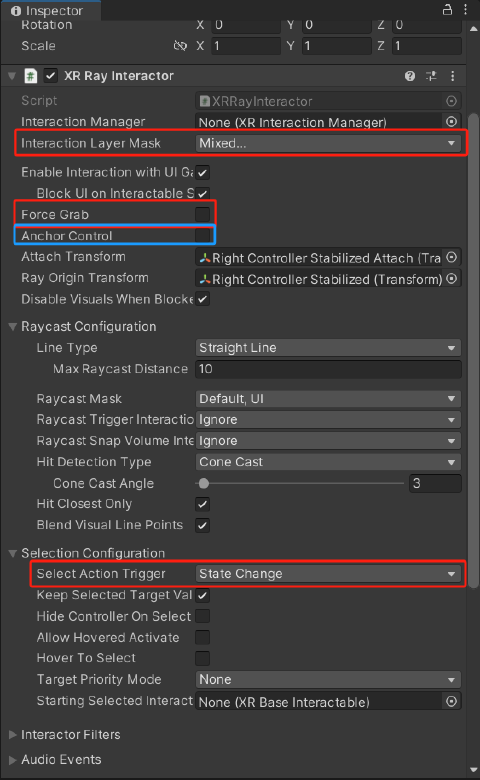 Inspector
Rotation X 0 Y 0 Z 0
Scale X 1 Y 1 Z 1
# XR Ray Interactor
Script XRRayInteractor
Interaction Manager None (XR Interaction Manager)
Interaction Layer Mask Mixed...
Enable Interaction with UI Ga
Block UI on Interactable S
Force Grab
Anchor Control
Attach Transform Right Controller Stabilized Attach (Tra
Ray Origin Transform Right Controller Stabilized (Transform)
Disable Visuals When Blocke
Raycast Configuration
Line Type Straight Line
Max Raycast Distance 10
Raycast Mask Default, UI
Raycast Trigger Interactio Ignore
Raycast Snap Volume Inte Ignore
Hit Detection Type Cone Cast
Cone Cast Angle 3
Hit Closest Only
Blend Visual Line Points
Selection Configuration
Select Action Trigger State Change
Keep Selected Target Val
Hide Controller On Select
Allow Hovered Activate
Hover To Select
Target Priority Mode None
Starting Selected Interact None (XR Base Interactable)
Interactor Filters
Audio Events